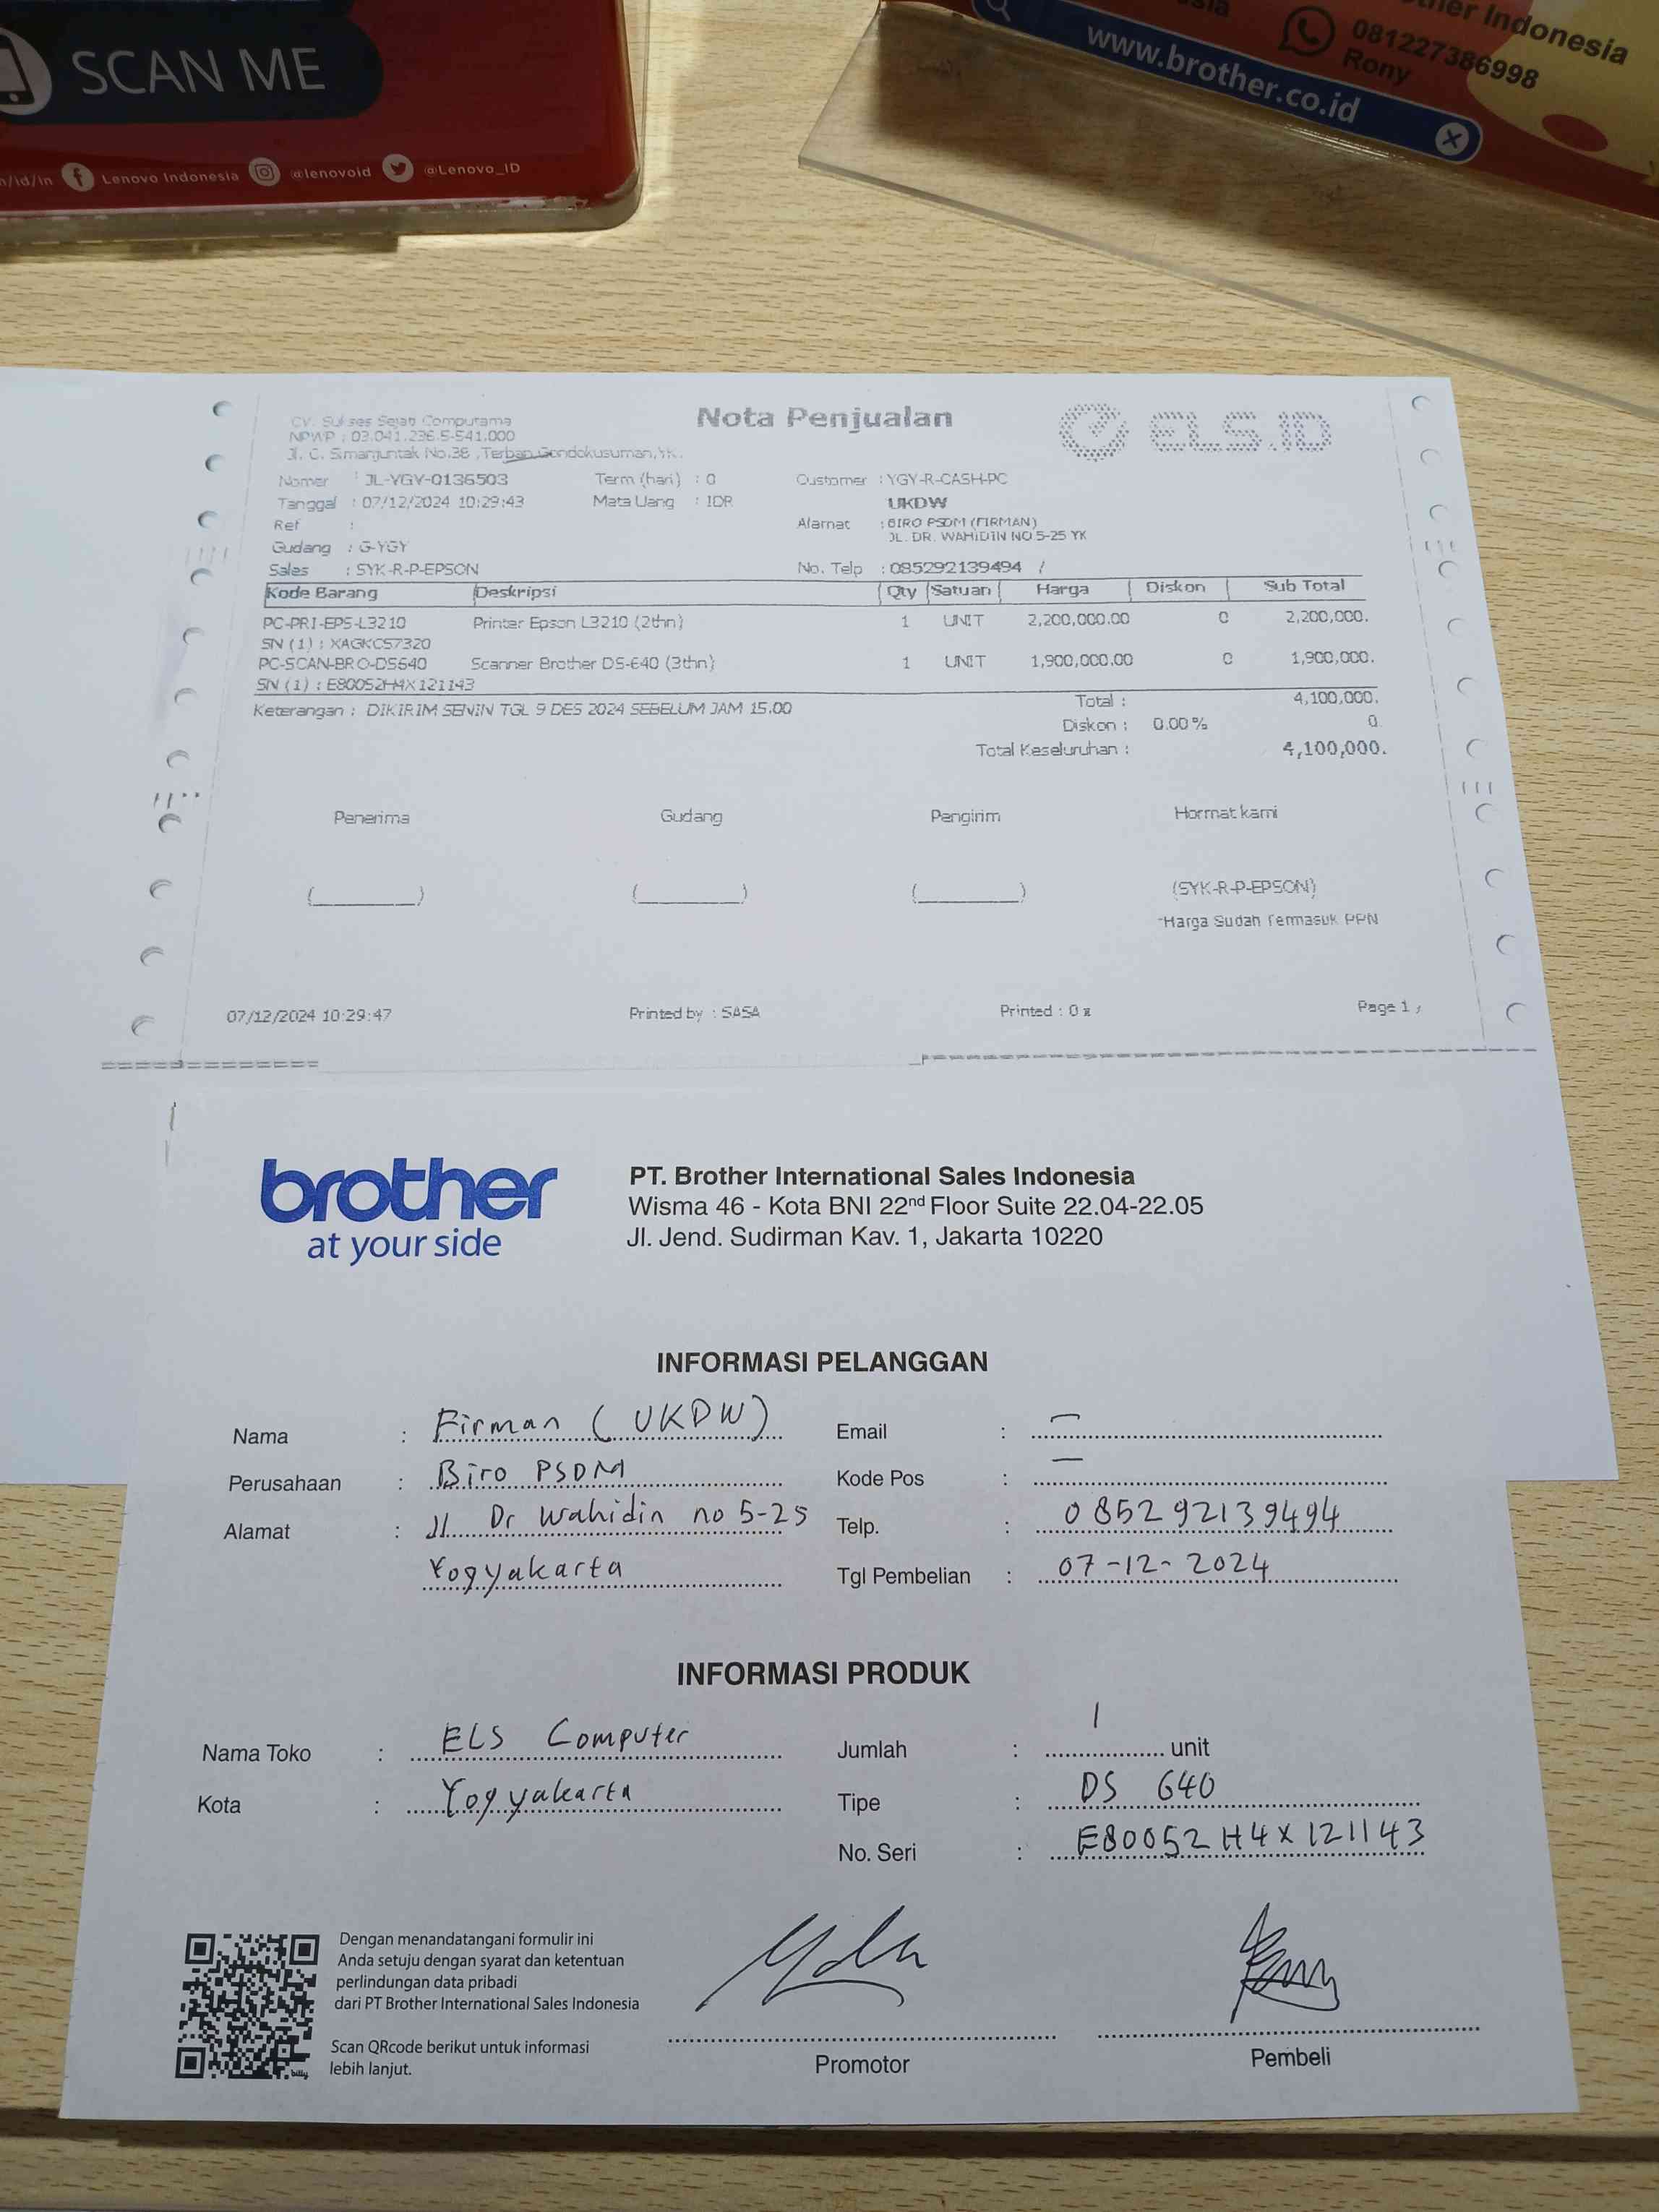 SCAN ME
n/id/in Lenovo Indonesia @lenovoid @Lenovo_ID
Indonesia
081227386998
Rony
www.brother.co.id
CV. Sukses Sejati Computama
NPWP : 03.041.236.5-541.000
Jl. C. Simanjuntak No.38 ,Terban,Gondokusuman,YK.
Nota Penjualan
ELS.ID
Nomer : JL-YGY-0136503 Term (hari) : 0 Customer : YGY-R-CASH-PC
Tanggal : 07/12/2024 10:29:43 Mata Uang : IDR UKDW
Ref : Alamat : BIRO PSDM (FIRMAN)
JL. DR. WAHIDIN NO 5-25 YK
Gudang : G-YGY
Sales : SYK-R-P-EPSON No. Telp : 085292139494 /
Kode Barang Deskripsi Qty Satuan Harga Diskon Sub Total
PC-PRI-EPS-L3210 Printer Epson L3210 (2thn) 1 UNIT 2,200,000.00 0 2,200,000.
SN (1) : XAGKC57320
PC-SCAN-BRO-DS640 Scanner Brother DS-640 (3thn) 1 UNIT 1,900,000.00 0 1,900,000.
SN (1) : E80052H4X121143
Keterangan : DIKIRIM SENIN TGL 9 DES 2024 SEBELUM JAM 15.00 Total : 4,100,000.
Diskon : 0.00 % 0.
Total Keseluruhan : 4,100,000.
Penerima Gudang Pengirim Hormat kami
(SYK-R-P-EPSON)
*Harga Sudah Termasuk PPN
07/12/2024 10:29:47 Printed by : SASA Printed : 0 x Page 1 /
brother
at your side
PT. Brother International Sales Indonesia
Wisma 46 - Kota BNI 22nd Floor Suite 22.04-22.05
Jl. Jend. Sudirman Kav. 1, Jakarta 10220
INFORMASI PELANGGAN
Nama : Firman (UKDW) Email : -
Perusahaan : Biro PSDM Kode Pos : -
Alamat : Jl. Dr Wahidin no 5-25 Telp. : 085292139494
Yogyakarta Tgl Pembelian : 07-12-2024
INFORMASI PRODUK
Nama Toko : ELS Computer Jumlah : 1 unit
Kota : Yogyakarta Tipe : DS 640
No. Seri : E80052H4X121143
Dengan menandatangani formulir ini
Anda setuju dengan syarat dan ketentuan
perlindungan data pribadi
dari PT Brother International Sales Indonesia
Scan QRcode berikut untuk informasi
lebih lanjut.
bitly
Promotor Pembeli